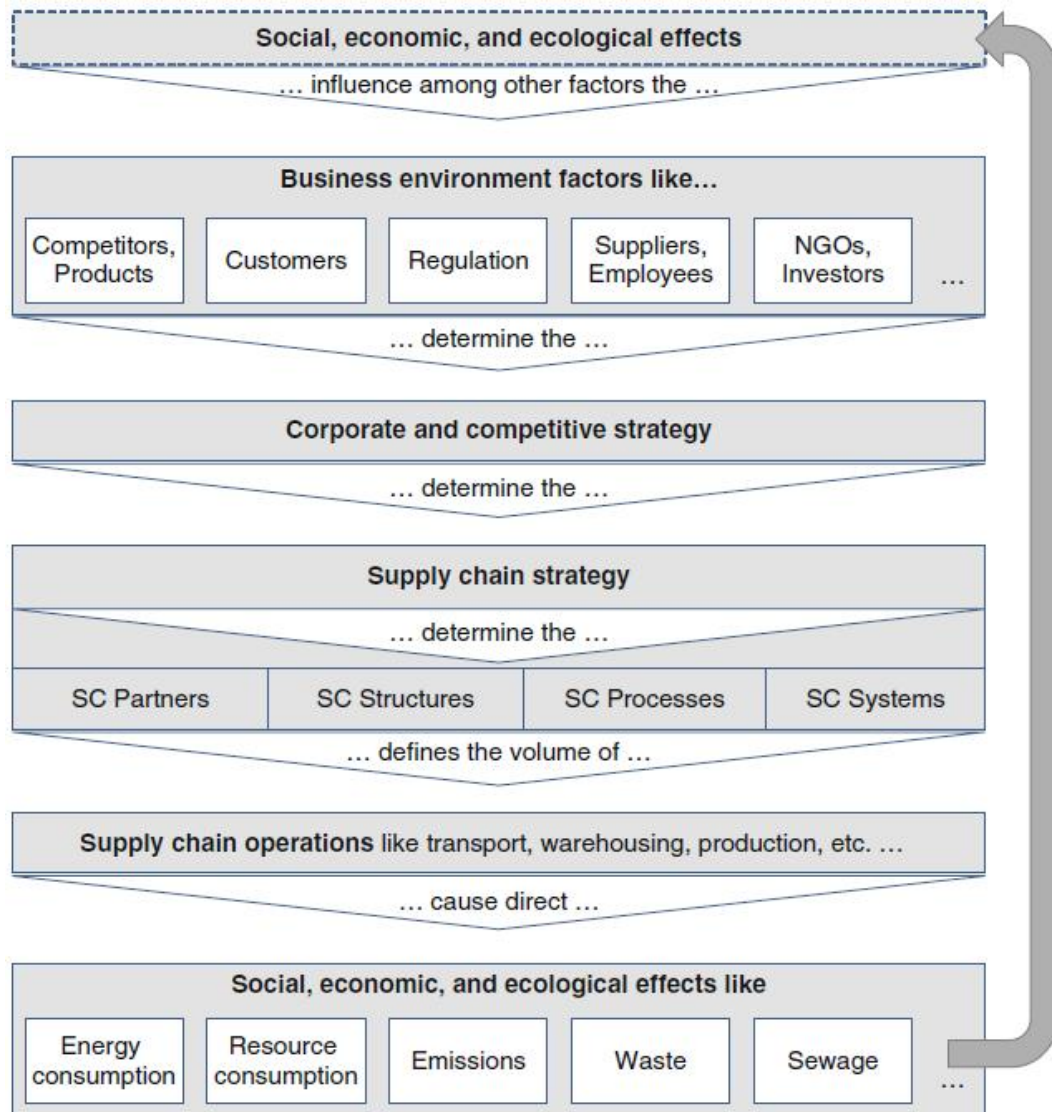 Social, economic, and ecological effects
… influence among other factors the …
Business environment factors like…
Competitors,
Products
Customers
Regulation
Suppliers,
Employees
NGOs,
Investors
…
… determine the …
Corporate and competitive strategy
… determine the …
Supply chain strategy
… determine the …
SC Partners
SC Structures
SC Processes
SC Systems
… defines the volume of …
Supply chain operations like transport, warehousing, production, etc. …
… cause direct …
Social, economic, and ecological effects like
Energy
consumption
Resource
consumption
Emissions
Waste
Sewage
…